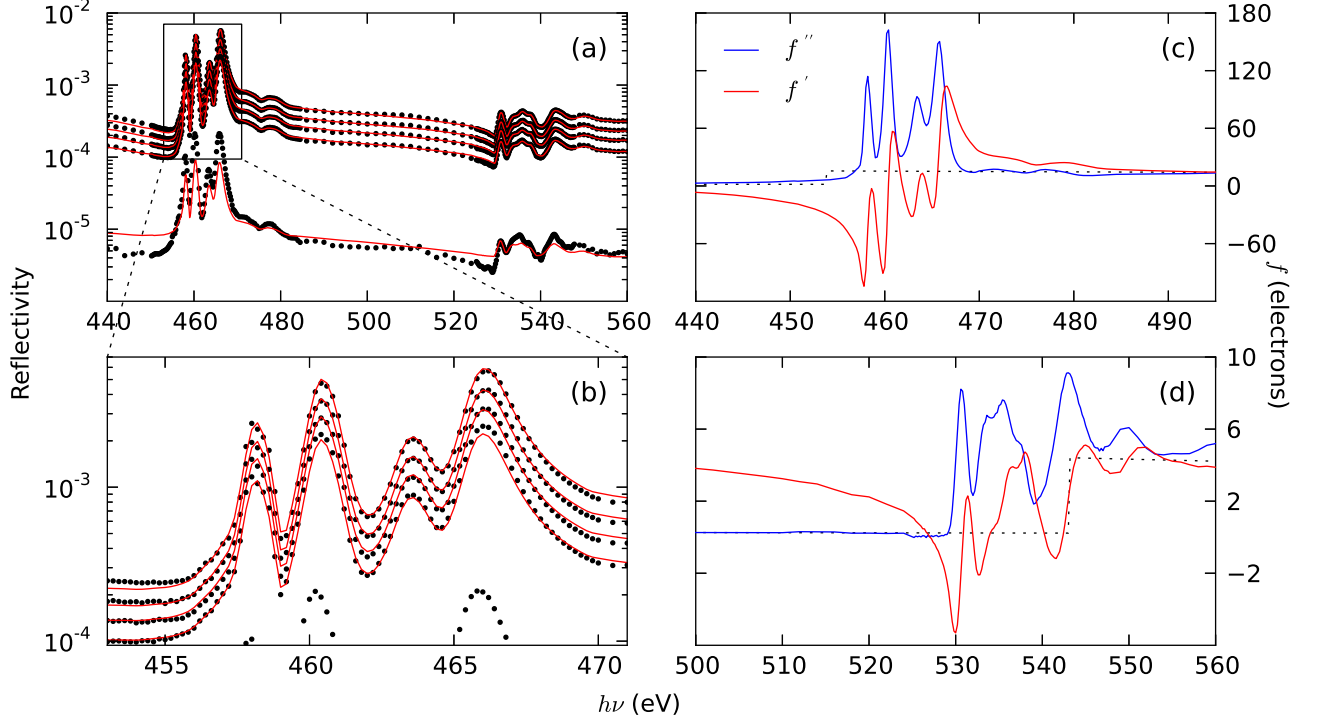 Reflectivity
10⁻²
10⁻³
10⁻⁴
10⁻⁵
(a)
440 460 480 500 520 540 560
(c)
f ′′
f ′
180
120
60
0
−60
440 450 460 470 480 490
f (electrons)
(b)
10⁻³
10⁻⁴
455 460 465 470
(d)
10
6
2
−2
500 510 520 530 540 550 560
hν (eV)